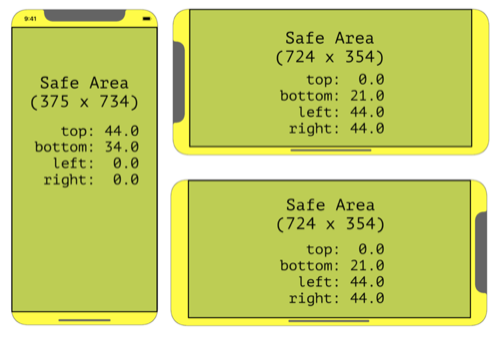 9:41
Safe Area
(375 x 734)
top: 44.0
bottom: 34.0
left: 0.0
right: 0.0
Safe Area
(724 x 354)
top: 0.0
bottom: 21.0
left: 44.0
right: 44.0
Safe Area
(724 x 354)
top: 0.0
bottom: 21.0
left: 44.0
right: 44.0